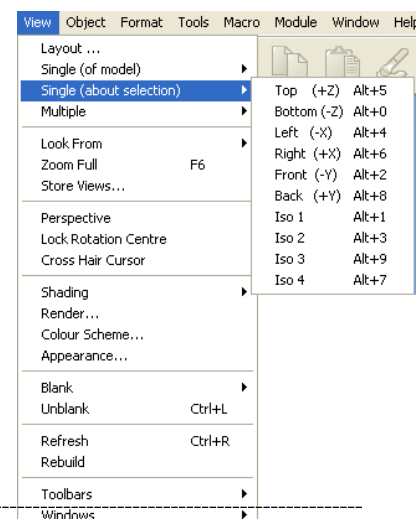 View Object Format Tools Macro Module Window Help
Layout ...
Single (of model)
Single (about selection)
Multiple
Look From
Zoom Full F6
Store Views...
Perspective
Lock Rotation Centre
Cross Hair Cursor
Shading
Render...
Colour Scheme...
Appearance...
Blank
Unblank Ctrl+L
Refresh Ctrl+R
Rebuild
Toolbars
Windows
Top (+Z) Alt+5
Bottom (-Z) Alt+0
Left (-X) Alt+4
Right (+X) Alt+6
Front (-Y) Alt+2
Back (+Y) Alt+8
Iso 1 Alt+1
Iso 2 Alt+3
Iso 3 Alt+9
Iso 4 Alt+7